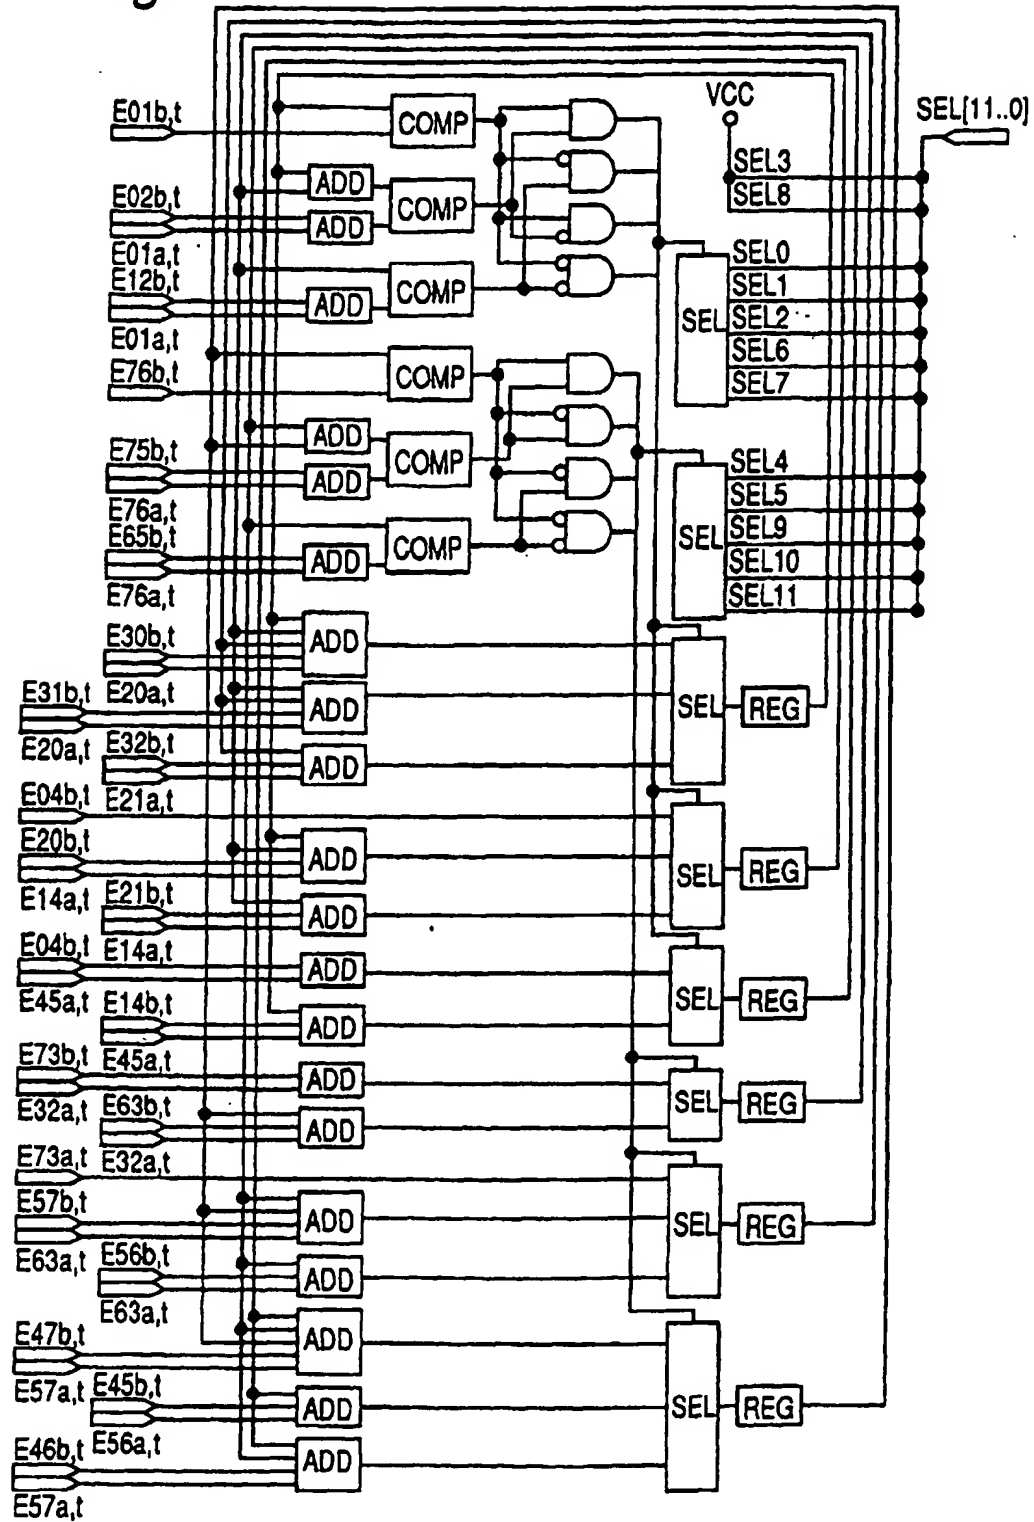 VCC
SEL[11..0]
E01b,t
COMP
SEL3
ADD
SEL8
E02b,t
COMP
ADD
E01a,t
SEL0
E12b,t
COMP
SEL1
ADD
SEL
SEL2
E01a,t
SEL6
E76b,t
COMP
SEL7
ADD
E75b,t
COMP
SEL4
ADD
SEL5
E76a,t
E65b,t
COMP
SEL
SEL9
ADD
SEL10
E76a,t
SEL11
E30b,t
ADD
E31b,t
E20a,t
ADD
SEL
REG
E20a,t
E32b,t
ADD
E04b,t
E21a,t
E20b,t
ADD
SEL
REG
E14a,t
E21b,t
ADD
E04b,t
E14a,t
ADD
E45a,t
E14b,t
SEL
REG
ADD
E73b,t
E45a,t
ADD
E32a,t
E63b,t
SEL
REG
ADD
E73a,t
E32a,t
E57b,t
ADD
SEL
REG
E63a,t
E56b,t
ADD
E63a,t
E47b,t
ADD
E57a,t
E45b,t
ADD
SEL
REG
E46b,t
E56a,t
ADD
E57a,t